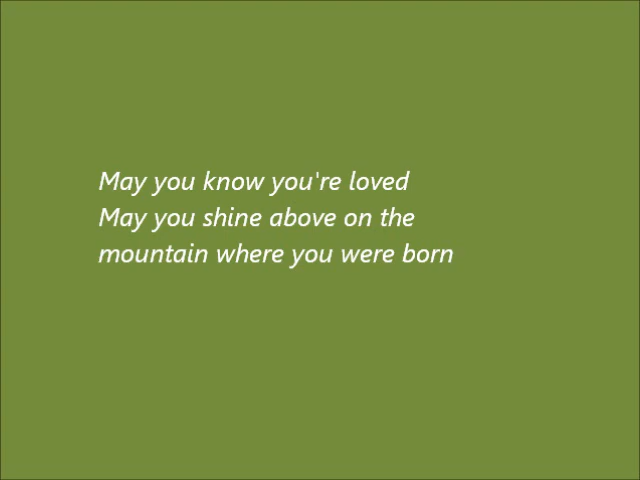 May you know you're loved
May you shine above on the
mountain where you were born